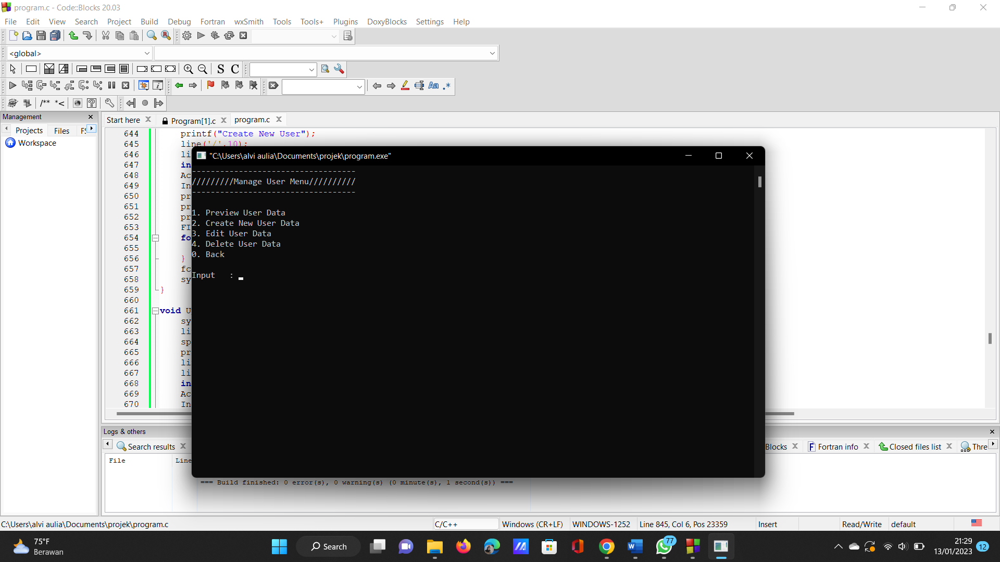 program.c - Code::Blocks 20.03
File Edit View Search Project Build Debug Fortran wxSmith Tools Tools+ Plugins DoxyBlocks Settings Help
<global>
S C
/** *<
Management
Projects Files
Workspace
Start here Program[1].c program.c
644 printf("Create New User");
645 line('/',10);
646 li
647 in
648 Ac
649 In
650 pr
651 pr
652 pr
653 FI
654 fo
655
656 }
657 fc
658 sy
659 }
660
661 void U
662 sy
663 li
664 sp
665 pr
666 li
667 li
668 in
669 Ac
670 In
"C:\Users\alvi aulia\Documents\projek\program.exe"
-----------------------------------
/////////Manage User Menu//////////
-----------------------------------
1. Preview User Data
2. Create New User Data
3. Edit User Data
4. Delete User Data
0. Back
Input   : 
Logs & others
Search results Blocks Fortran info Closed files list Thre
File Line
=== Build finished: 0 error(s), 0 warning(s) (0 minute(s), 1 second(s)) ===
C:\Users\alvi aulia\Documents\projek\program.c C/C++ Windows (CR+LF) WINDOWS-1252 Line 845, Col 6, Pos 23359 Insert Read/Write default
75°F
Berawan
Search
77
21:29
13/01/2023
12